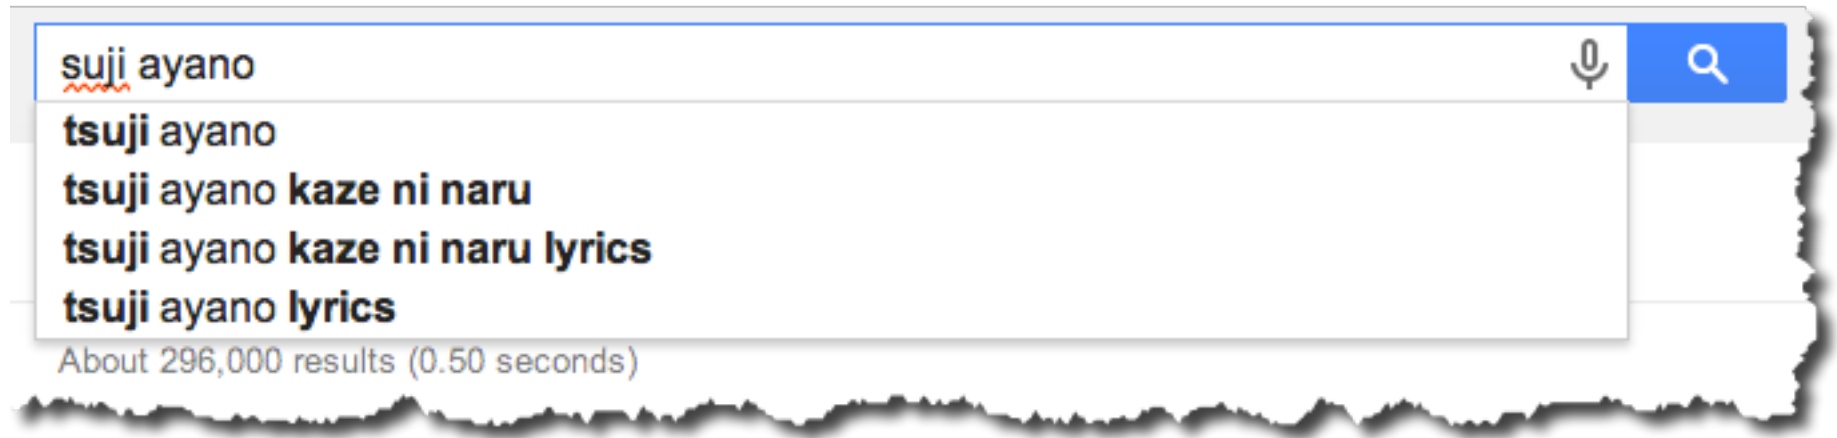 suji ayano
tsuji ayano
tsuji ayano kaze ni naru
tsuji ayano kaze ni naru lyrics
tsuji ayano lyrics
About 296,000 results (0.50 seconds)